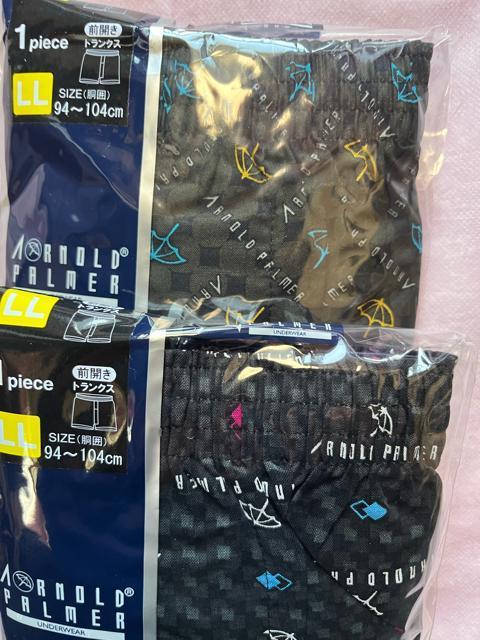 1 piece
前開き
トランクス
LL
SIZE(胴囲)
94〜104cm
ARNOLD®
PALMER
ARNOLD PALMER
PALMER
UNDERWEAR
LL
piece
前開き
トランクス
LL
SIZE(胴囲)
94〜104cm
ARNOLD
PALMER®
UNDERWEAR
ARNOLD PALMER